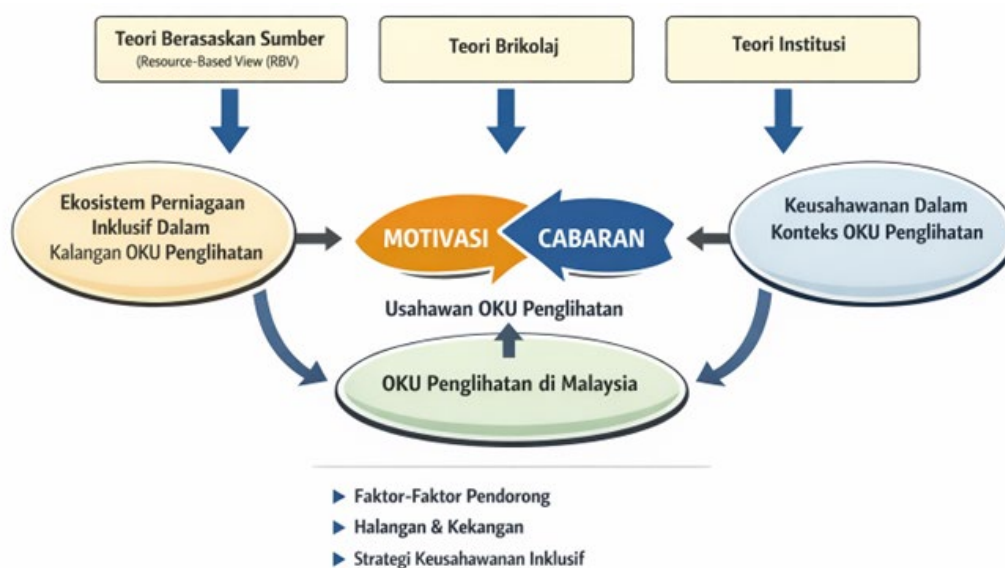 Teori Berasaskan Sumber
(Resource-Based View (RBV)
Teori Brikolaj
Teori Institusi
Ekosistem Perniagaan
Inklusif Dalam
Kalangan OKU Penglihatan
MOTIVASI
CABARAN
Keusahawanan Dalam
Konteks OKU Penglihatan
Usahawan OKU Penglihatan
OKU Penglihatan di Malaysia
Faktor-Faktor Pendorong
Halangan & Kekangan
Strategi Keusahawanan Inklusif